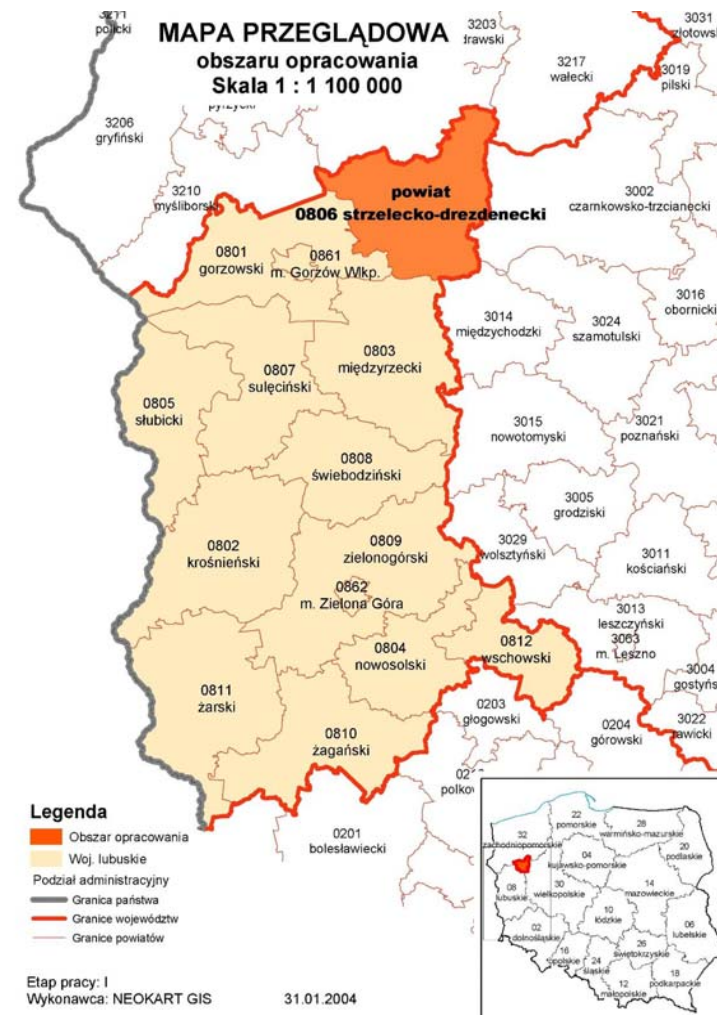 MAPA PRZEGLĄDOWA
obszaru opracowania
Skala 1 : 1 100 000
policki
3203
drawski
3031
złotowsk
3217
wałecki
3019
pilski
3206
gryfiński
pyrzycki
3210
myśliborski
powiat
0806 strzelecko-drezdenecki
3002
czarnkowsko-trzcianecki
0801
gorzowski
0861
m. Gorzów Wlkp.
3016
obornicki
3014
międzychodzki
3024
szamotulski
0803
międzyrzecki
0807
sulęciński
0805
słubicki
3015
nowotomyski
3021
poznański
0808
świebodziński
3005
grodziski
0802
krośnieński
0809
zielonogórski
3029
wolsztyński
3011
kościański
0862
m. Zielona Góra
3013
leszczyński
3063
m. Leszno
0804
nowosolski
0812
wschowski
3004
gostyńs
0811
żarski
0203
głogowski
0204
górowski
3022
rawicki
0810
żagański
polkow
0201
bolesławiecki
Legenda
Obszar opracowania
Woj. lubuskie
Podział administracyjny
Granica państwa
Granice województw
Granice powiatów
Etap pracy: I
Wykonawca: NEOKART GIS 31.01.2004
32
zachodniopomorskie
22
pomorskie
28
warmińsko-mazurskie
20
podlaskie
04
kujawsko-pomorskie
08
lubuskie
30
wielkopolskie
14
mazowieckie
10
łódzkie
02
dolnośląskie
06
lubelskie
16
opolskie
24
śląskie
26
świętokrzyskie
12
małopolskie
18
podkarpackie